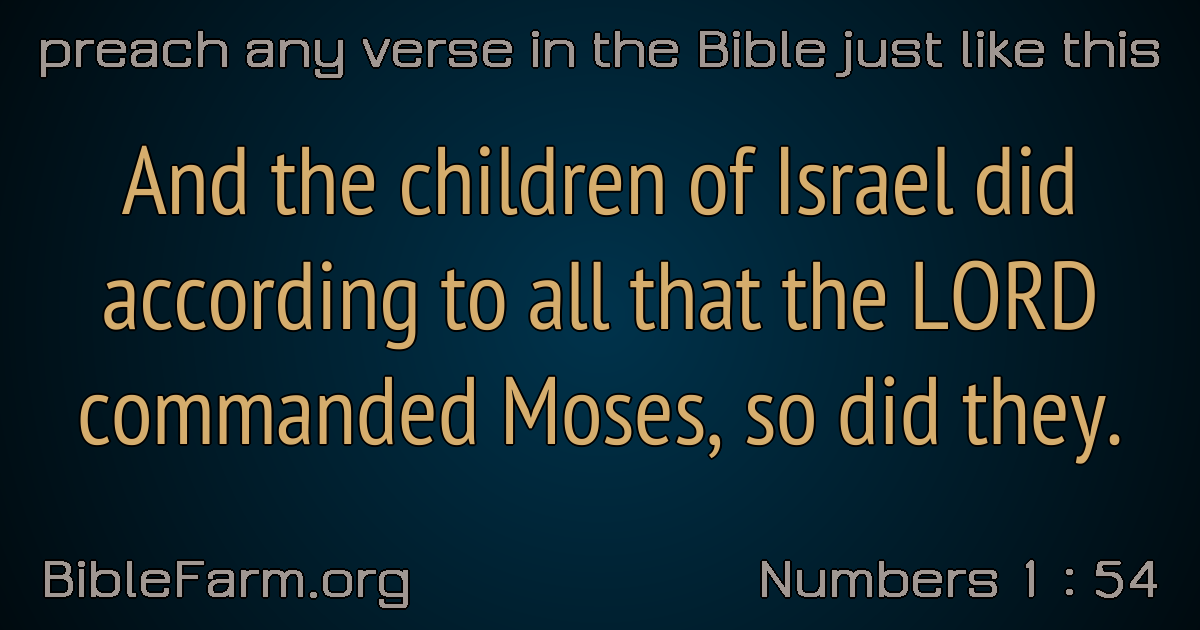 preach any verse in the Bible just like this
And the children of Israel did
according to all that the LORD
commanded Moses, so did they.
BibleFarm.org
Numbers 1 : 54